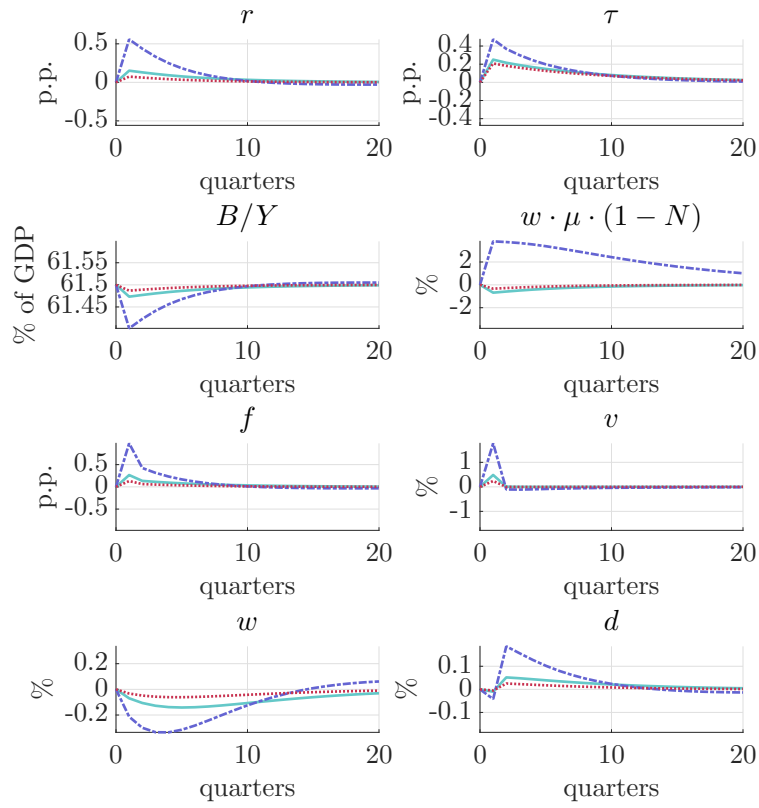 r
τ
0.5
0
-0.5
p.p.
0 10 20
quarters
0.4
0.2
0
-0.2
-0.4
p.p.
0 10 20
quarters
B/Y
w · μ · (1 − N)
61.55
61.5
61.45
% of GDP
0 10 20
quarters
2
0
-2
%
0 10 20
quarters
f
v
0.5
0
-0.5
p.p.
0 10 20
quarters
1
0
-1
%
0 10 20
quarters
w
d
0.2
0
-0.2
%
0 10 20
quarters
0.1
0
-0.1
%
0 10 20
quarters